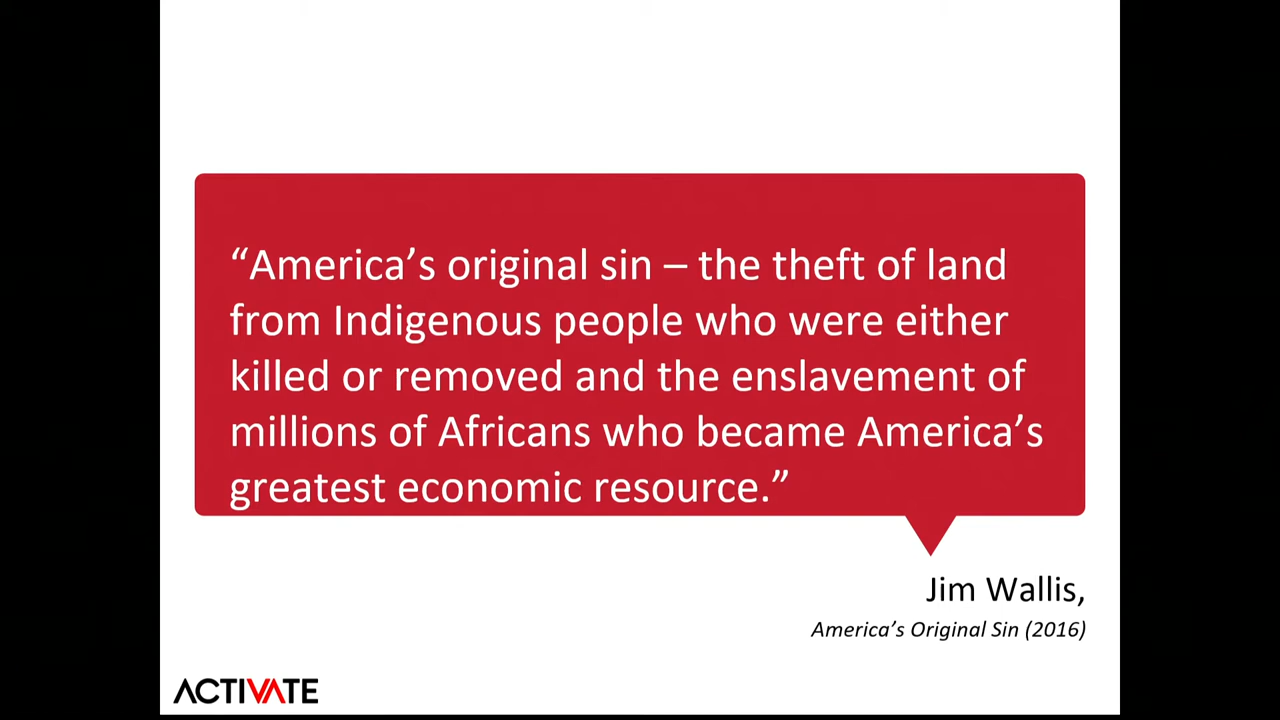 “America’s original sin – the theft of land
from Indigenous people who were either
killed or removed and the enslavement of
millions of Africans who became America’s
greatest economic resource.”
Jim Wallis,
America’s Original Sin (2016)
ACTIVATE